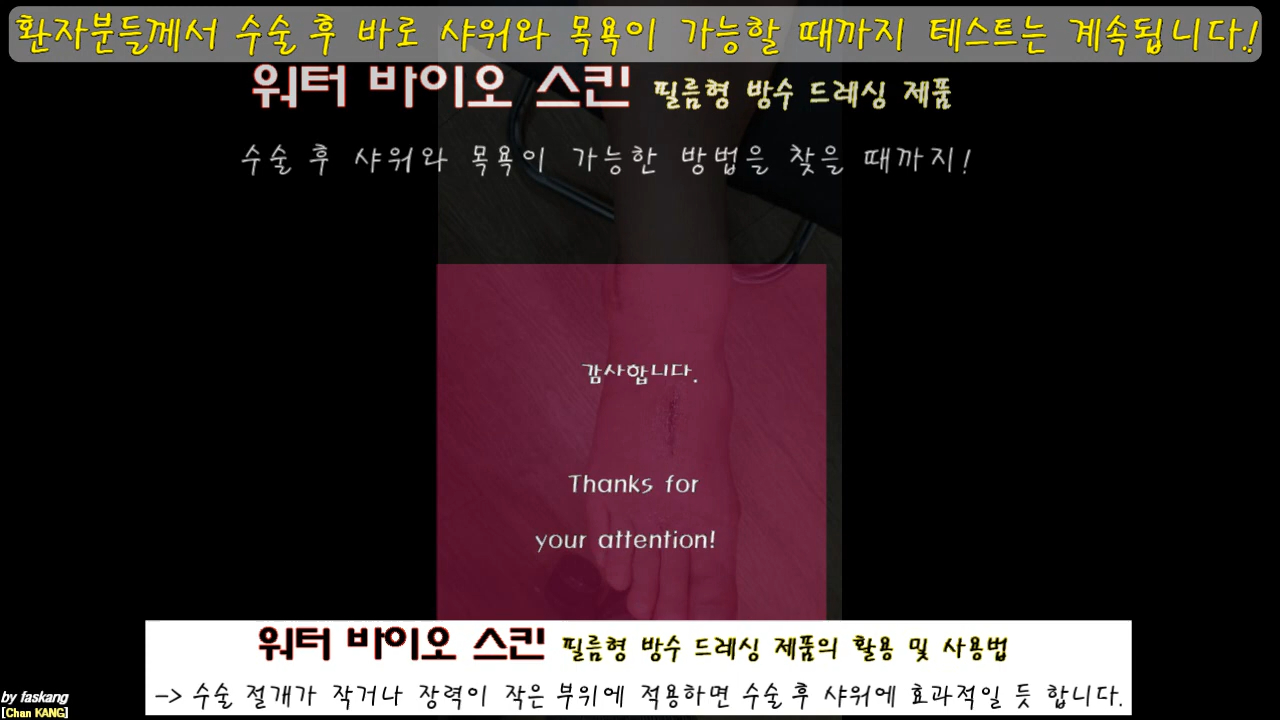 환자분들께서 수술 후 바로 샤워와 목욕이 가능할 때까지 테스트는 계속됩니다!
워터 바이오 스킨 필름형 방수 드레싱 제품
수술 후 샤워와 목욕이 가능한 방법을 찾을 때까지!
감사합니다.
Thanks for
your attention!
워터 바이오 스킨 필름형 방수 드레싱 제품의 활용 및 사용법
-> 수술 절개가 작거나 장력이 작은 부위에 적용하면 수술 후 샤워에 효과적일 듯 합니다.
by faskang
[Chan KANG]